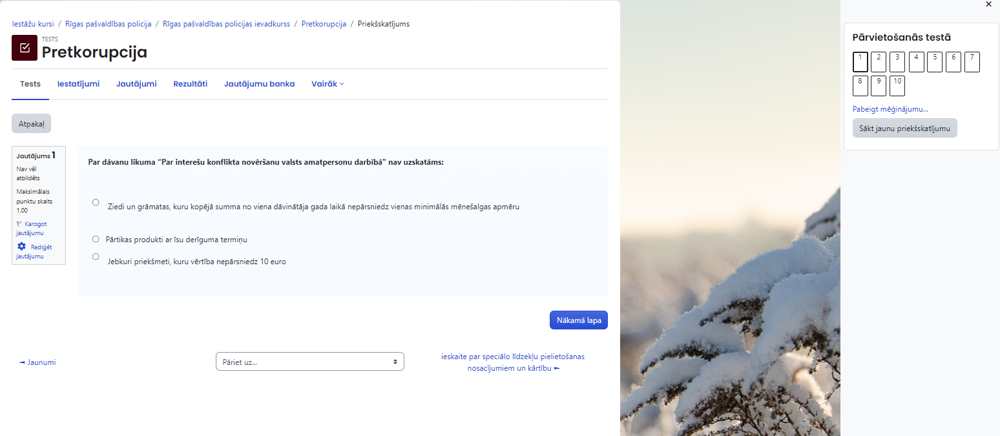 Iestāžu kursi / Rīgas pašvaldības policija / Rīgas pašvaldības policijas ievadkurss / Pretkorupcija / Priekšskatījums
TESTS
Pretkorupcija
Tests Iestatījumi Jautājumi Rezultāti Jautājumu banka Vairāk
Atpakaļ
Jautājums 1
Nav vēl
atbildēts
Maksimālais
punktu skaits
1,00
Karogot
jautājumu
Rediģēt
jautājumu
Par dāvanu likuma “Par interešu konflikta novēršanu valsts amatpersonu darbībā” nav uzskatāms:
Ziedi un grāmatas, kuru kopējā summa no viena dāvinātāja gada laikā nepārsniedz vienas minimālās mēnešalgas apmēru
Pārtikas produkti ar īsu derīguma termiņu
Jebkuri priekšmeti, kuru vērtība nepārsniedz 10 euro
Nākamā lapa
◄ Jaunumi
Pāriet uz...
ieskaite par speciālo līdzekļu pielietošanas
nosacījumiem un kārtību ►
Pārvietošanās testā
1 2 3 4 5 6 7
8 9 10
Pabeigt mēģinājumu...
Sākt jaunu priekšskatījumu